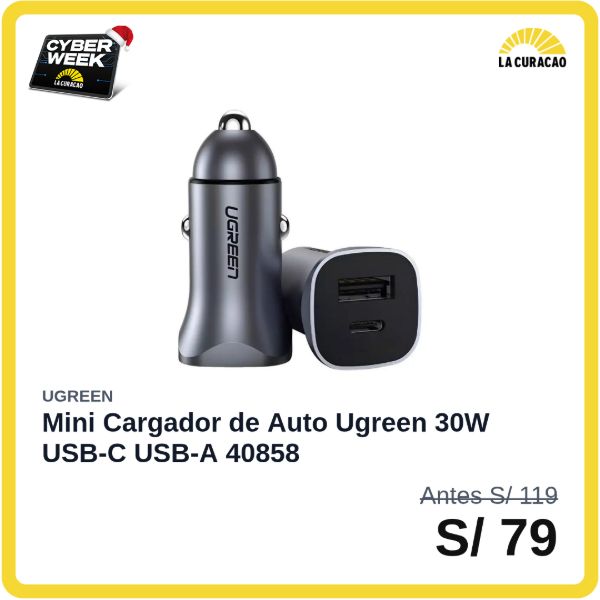 CYBER
WEEK
LA CURACAO
LA CURACAO
UGREEN
UGREEN
Mini Cargador de Auto Ugreen 30W
USB-C USB-A 40858
Antes S/ 119
S/ 79